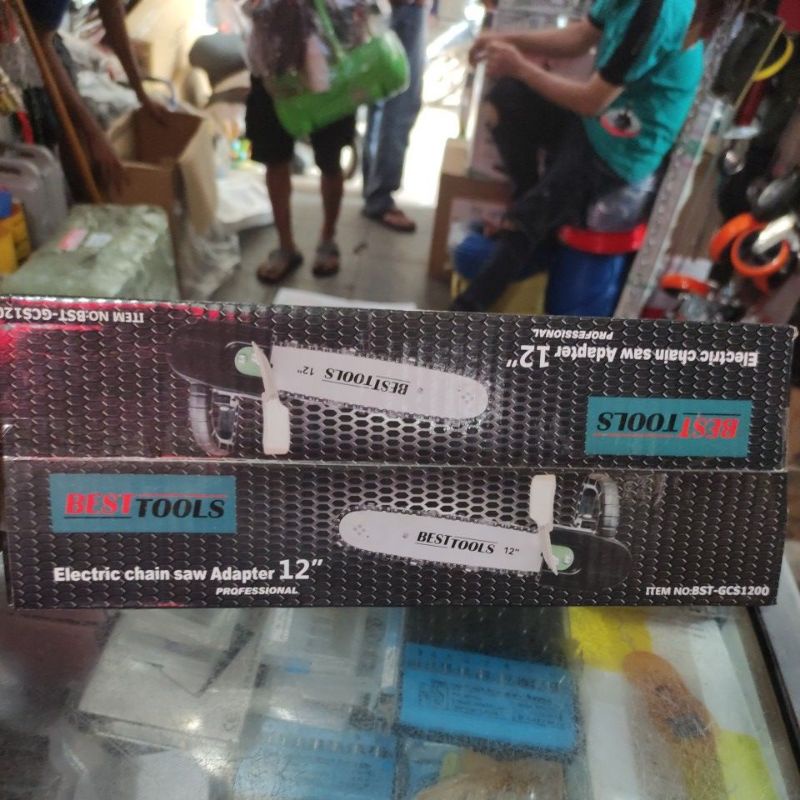 ITEM NO:BST-GCS120
Electric chain saw Adapter 12"
PROFESSIONAL
BESTTOOLS 12"
BESTTOOLS
BESTTOOLS
BESTTOOLS 12"
Electric chain saw Adapter 12"
PROFESSIONAL
ITEM NO:BST-GCS1200